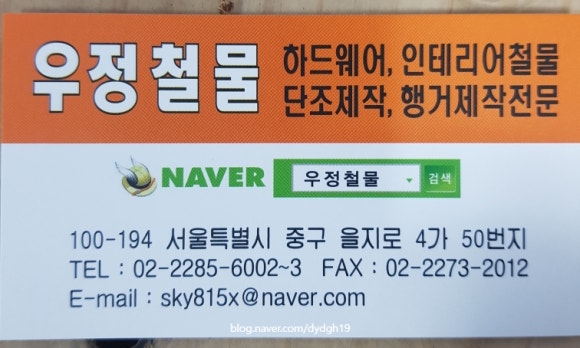 우정철물 하드웨어, 인테리어철물
단조제작, 행거제작전문
NAVER 우정철물 검색
100-194 서울특별시 중구 을지로 4가 50번지
TEL : 02-2285-6002~3 FAX : 02-2273-2012
E-mail : sky815x@naver.com
blog.naver.com/dydgh19